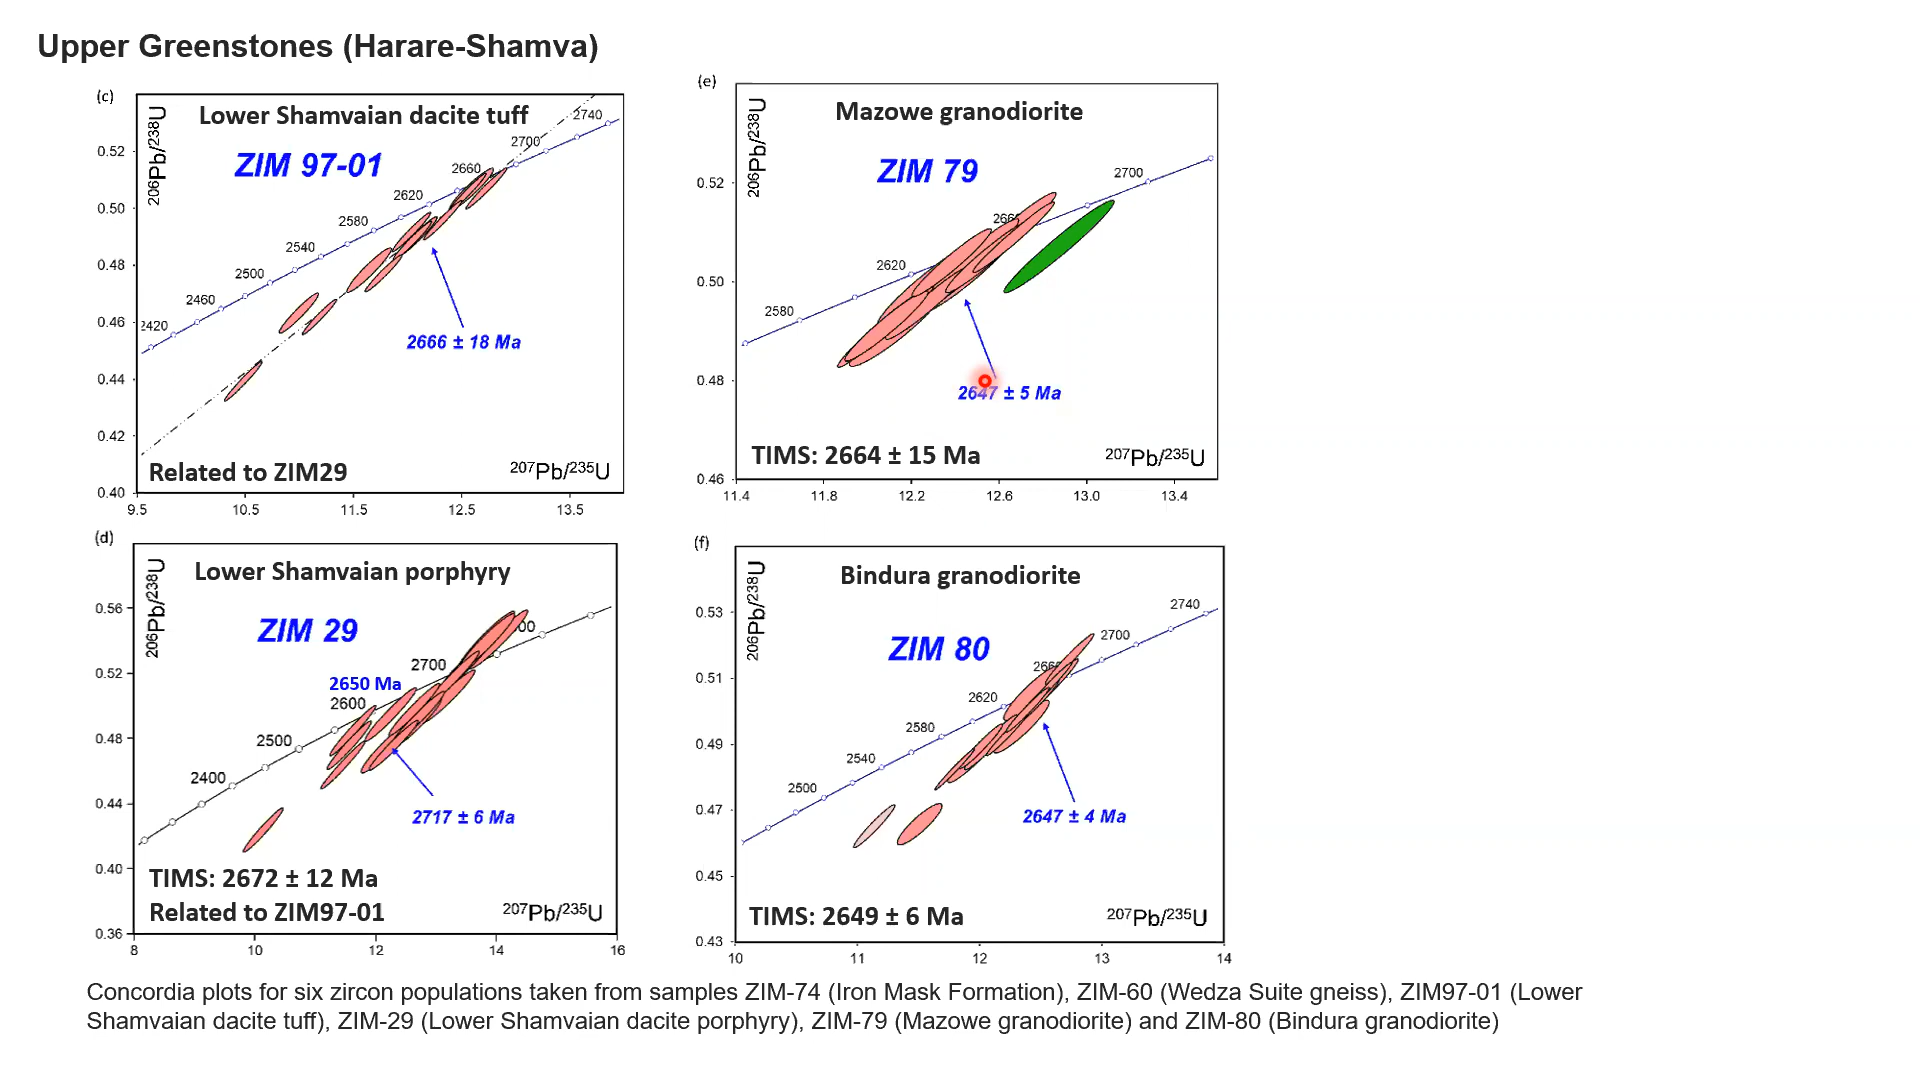 Upper Greenstones (Harare-Shamva)
(c)
206Pb/238U
Lower Shamvaian dacite tuff
ZIM 97-01
2740
2700
2660
2620
2580
2540
2500
2460
2420
0.52
0.50
0.48
0.46
0.44
0.42
0.40
2666 ± 18 Ma
Related to ZIM29
207Pb/235U
9.5 10.5 11.5 12.5 13.5
(e)
206Pb/238U
Mazowe granodiorite
ZIM 79
2700
2620
2580
0.52
0.50
0.48
0.46
2647 ± 5 Ma
TIMS: 2664 ± 15 Ma
207Pb/235U
11.4 11.8 12.2 12.6 13.0 13.4
(d)
206Pb/238U
Lower Shamvaian porphyry
ZIM 29
2700
2650 Ma
2600
2500
2400
0.56
0.52
0.48
0.44
0.40
0.36
2717 ± 6 Ma
TIMS: 2672 ± 12 Ma
Related to ZIM97-01
207Pb/235U
8 10 12 14 16
(f)
206Pb/238U
Bindura granodiorite
ZIM 80
2740
2700
2620
2580
2540
2500
0.53
0.51
0.49
0.47
0.45
0.43
2647 ± 4 Ma
TIMS: 2649 ± 6 Ma
207Pb/235U
10 11 12 13 14
Concordia plots for six zircon populations taken from samples ZIM-74 (Iron Mask Formation), ZIM-60 (Wedza Suite gneiss), ZIM97-01 (Lower
Shamvaian dacite tuff), ZIM-29 (Lower Shamvaian dacite porphyry), ZIM-79 (Mazowe granodiorite) and ZIM-80 (Bindura granodiorite)